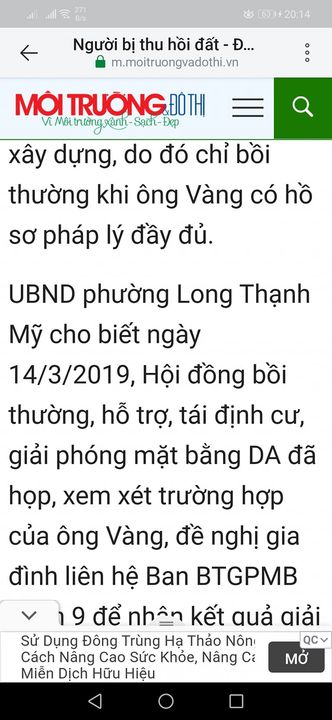 271
B/s
63
20:14
Người bị thu hồi đất - Đ...
m.moitruongvadothi.vn
MÔI TRƯỜNG & ĐÔ THỊ
Vì Môi trường xanh - Sạch - Đẹp
xây dựng, do đó chỉ bồi
thường khi ông Vàng có hồ
sơ pháp lý đầy đủ.
UBND phường Long Thạnh
Mỹ cho biết ngày
14/3/2019, Hội đồng bồi
thường, hỗ trợ, tái định cư,
giải phóng mặt bằng DA đã
họp, xem xét trường hợp
của ông Vàng, đề nghị gia
đình liên hệ Ban BTGPMB
9 để nhận kết quả giải
QC
Sử Dụng Đông Trùng Hạ Thảo Nôn
Cách Nâng Cao Sức Khỏe, Nâng Ca
Miễn Dịch Hữu Hiệu
MỞ